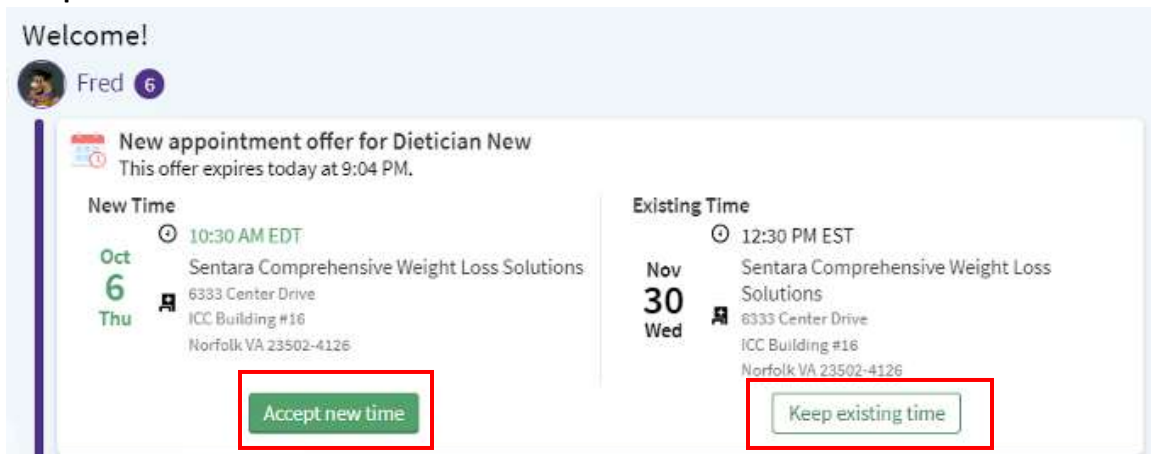 Welcome!
Fred 6
New appointment offer for Dietician New
This offer expires today at 9:04 PM.
New Time
10:30 AM EDT
Oct
6
Thu
Sentara Comprehensive Weight Loss Solutions
6333 Center Drive
ICC Building #16
Norfolk VA 23502-4126
Accept new time
Existing Time
12:30 PM EST
Nov
30
Wed
Sentara Comprehensive Weight Loss
Solutions
6333 Center Drive
ICC Building #16
Norfolk VA 23502-4126
Keep existing time